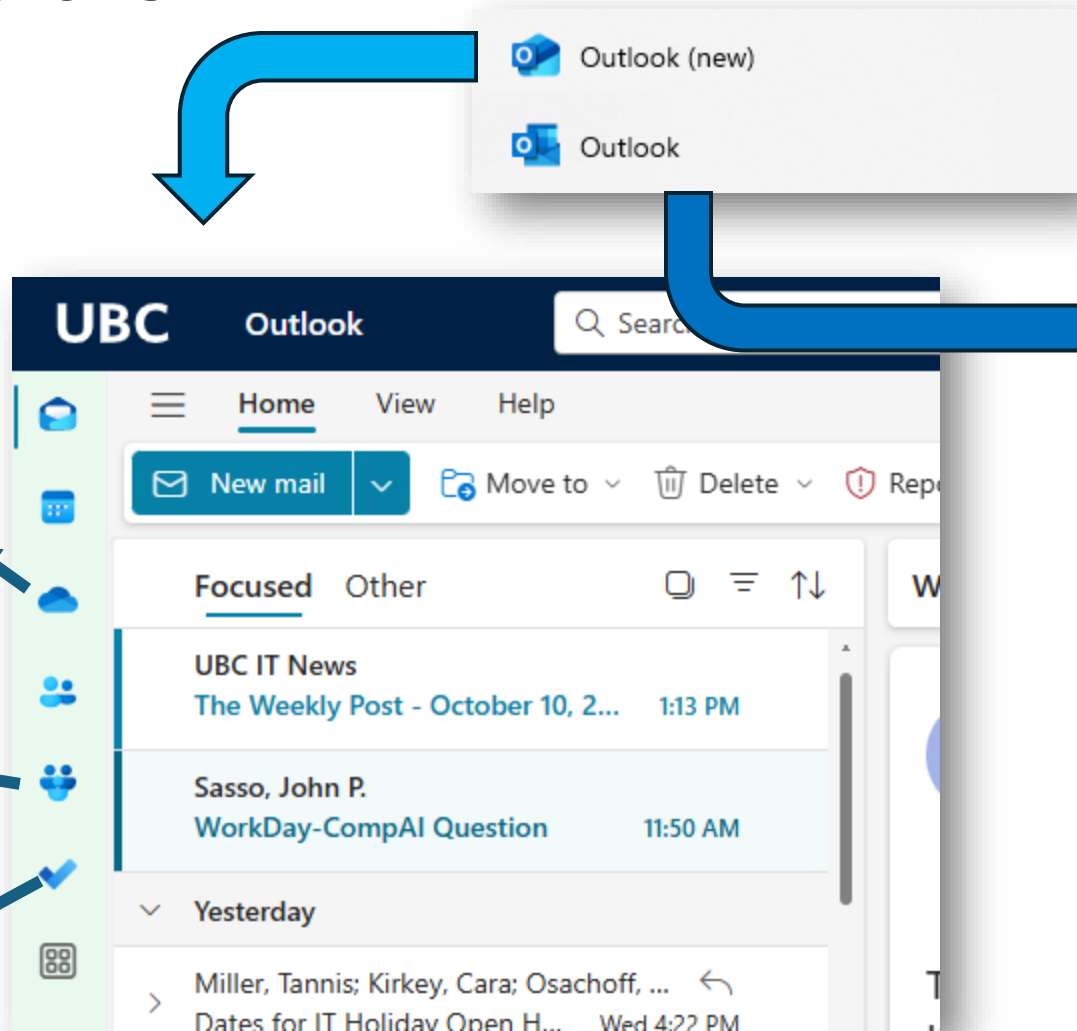 Outlook (new)
Outlook
UBC Outlook
Home View Help
New mail Move to Delete
Focused Other
UBC IT News
The Weekly Post - October 10, 2... 1:13 PM
Sasso, John P.
WorkDay-CompAI Question 11:50 AM
Yesterday
Miller, Tannis; Kirkey, Cara; Osachoff, ...
Dates for IT Holiday Open H... Wed 4:22 PM